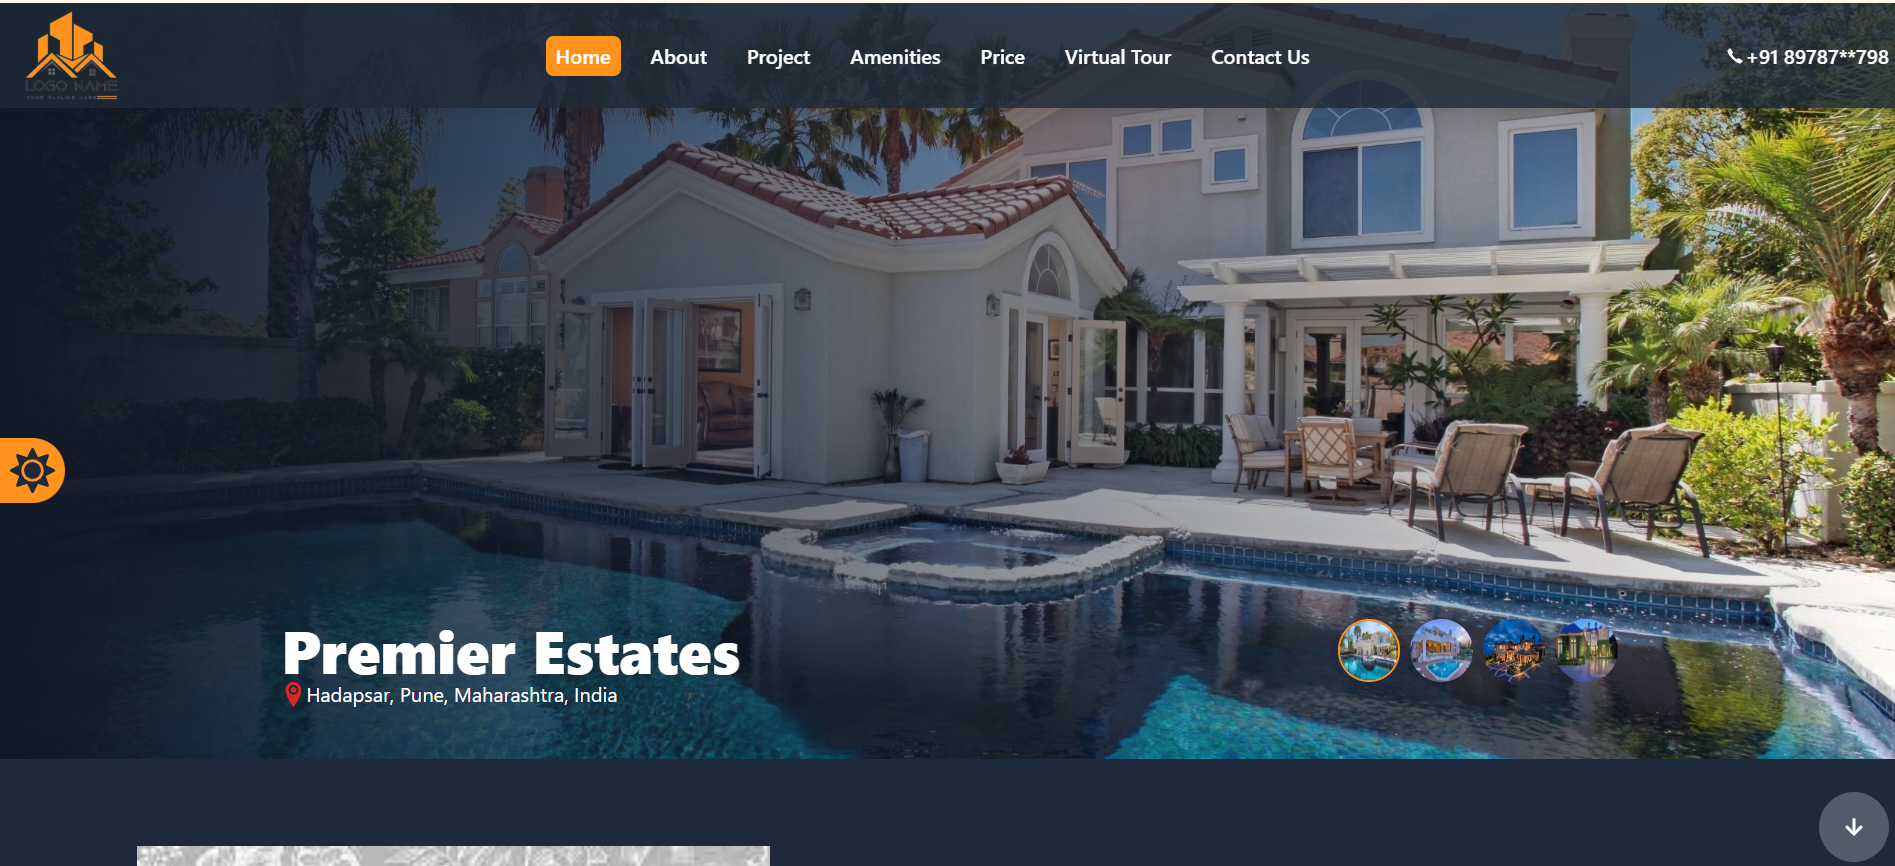 LOGO NAME
Home About Project Amenities Price Virtual Tour Contact Us
+91 89787**798
Premier Estates
Hadapsar, Pune, Maharashtra, India